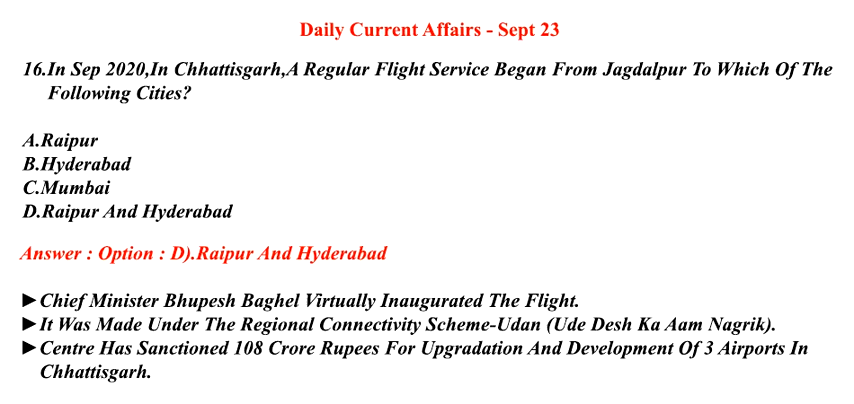 Daily Current Affairs - Sept 23
16.In Sep 2020,In Chhattisgarh,A Regular Flight Service Began From Jagdalpur To Which Of The
Following Cities?
A.Raipur
B.Hyderabad
C.Mumbai
D.Raipur And Hyderabad
Answer : Option : D).Raipur And Hyderabad
►Chief Minister Bhupesh Baghel Virtually Inaugurated The Flight.
►It Was Made Under The Regional Connectivity Scheme-Udan (Ude Desh Ka Aam Nagrik).
►Centre Has Sanctioned 108 Crore Rupees For Upgradation And Development Of 3 Airports In
Chhattisgarh.